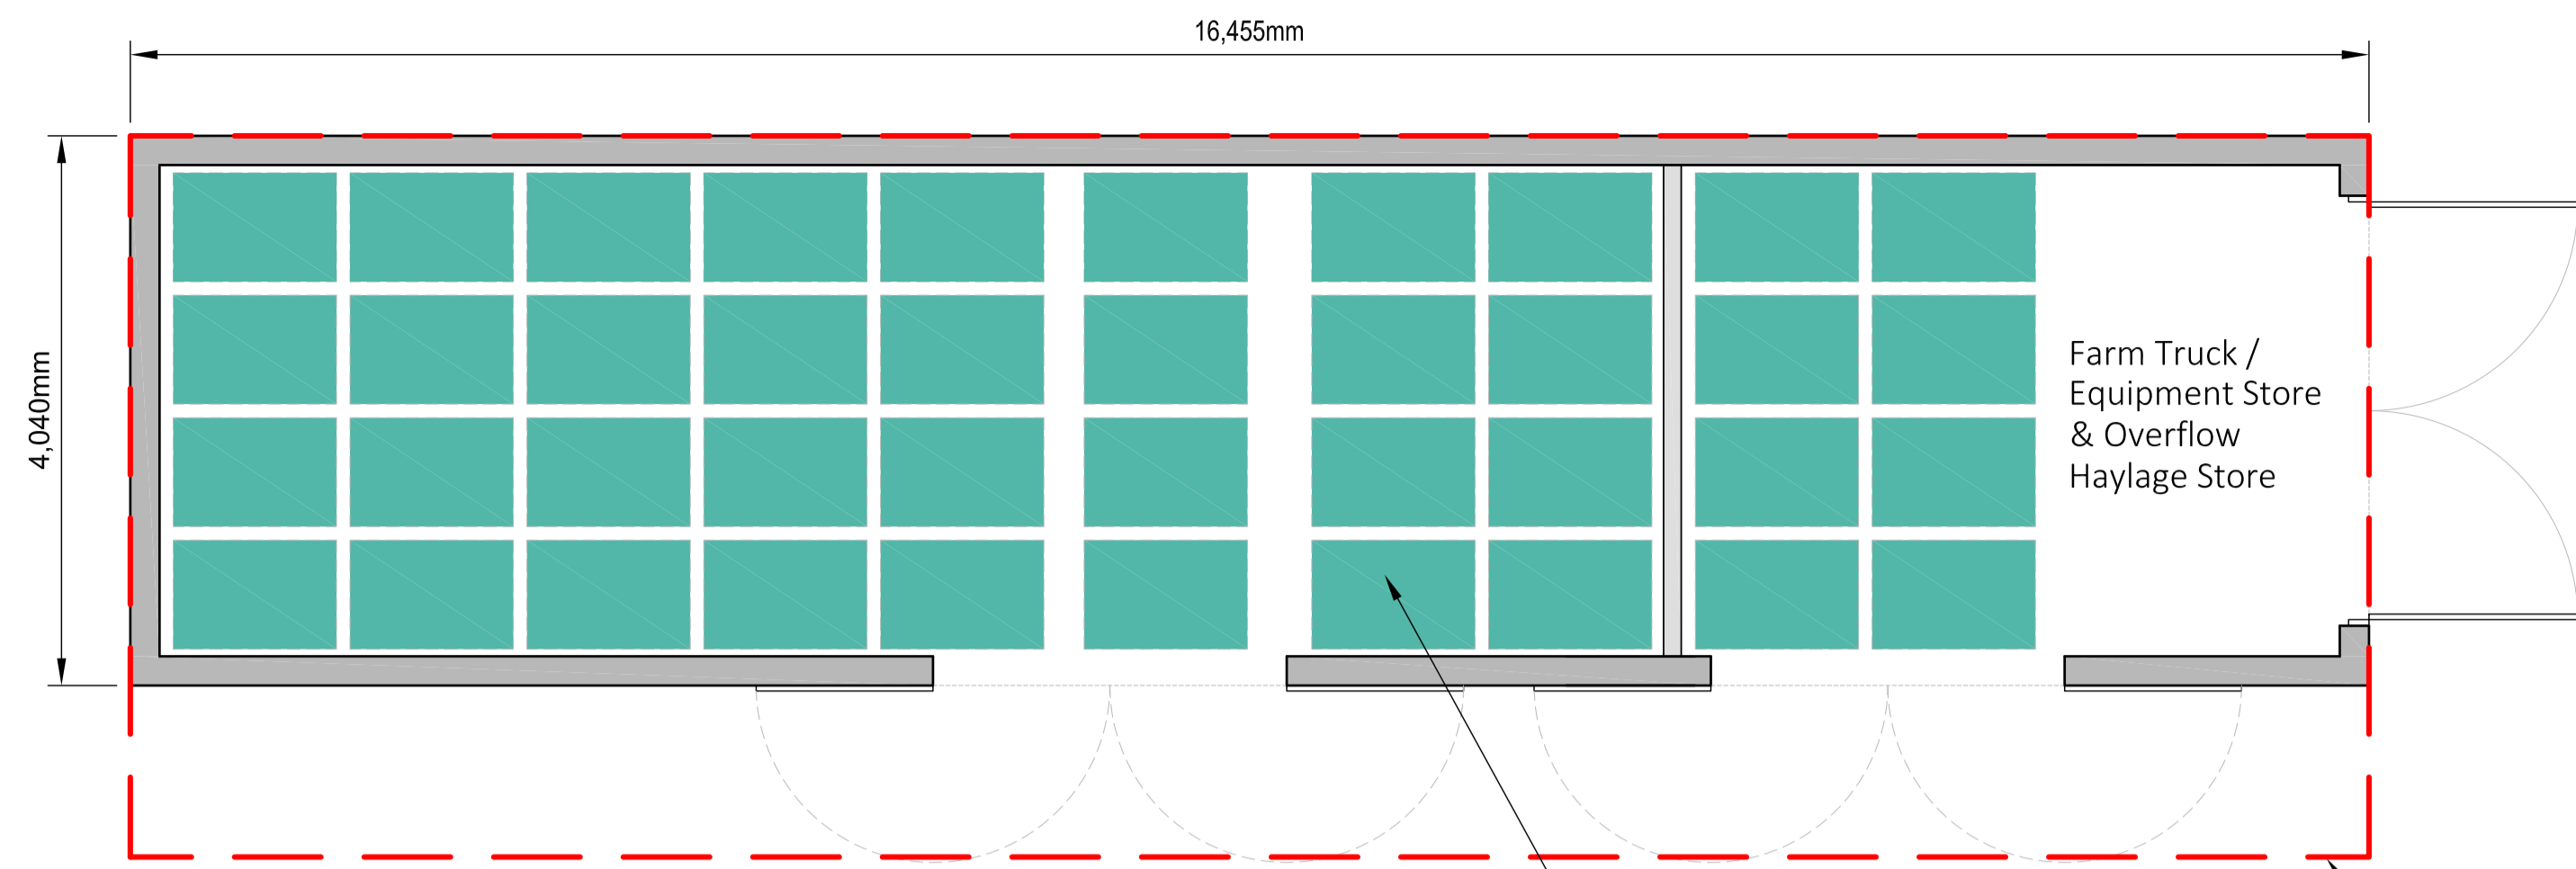 16,455mm
4,040mm
Farm Truck /
Equipment Store
& Overflow
Haylage Store